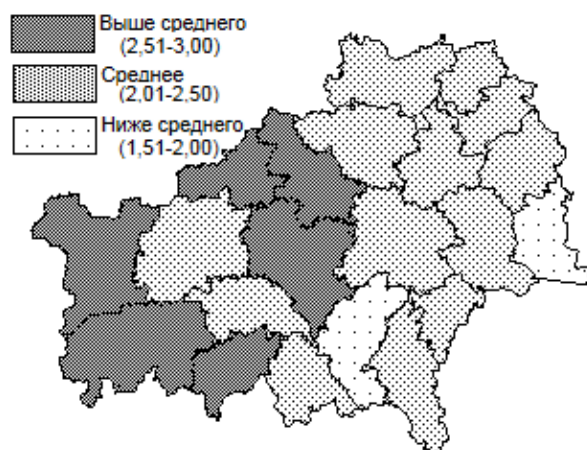 Выше среднего
(2,51-3,00)
Среднее
(2,01-2,50)
Ниже среднего
(1,51-2,00)